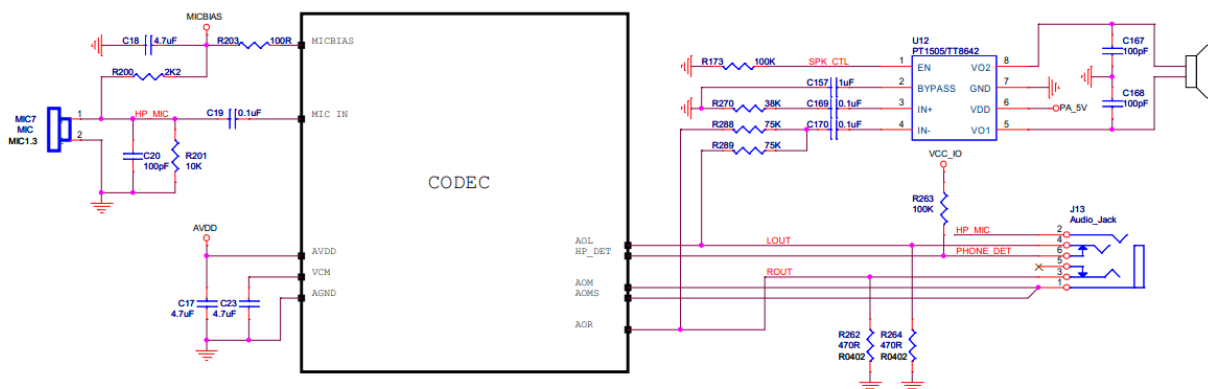 MICBIAS
C18 4.7uF
R203 100R
R200 2K2
MIC7
MIC
MIC1.3
1
2
HP_MIC
C19 0.1uF
C20
100pF
R201
10K
AVDD
C17
4.7uF
C23
4.7uF
CODEC
MICBIAS
MIC IN
AVDD
VCM
AGND
AOL
HP_DET
AOM
AOMS
AOR
R173 100K
SPK_CTL
C157 1uF
R270 38K
C169 0.1uF
R288 75K
C170 0.1uF
R289 75K
U12
PT1505/TT8642
1 EN VO2 8
2 BYPASS GND 7
3 IN+ VDD 6
4 IN- VO1 5
C167
100pF
C168
100pF
PA_5V
VCC_IO
R263
100K
J13
Audio_Jack
HP_MIC 2
LOUT 4
PHONE_DET 6
5
ROUT 3
1
R262
470R
R0402
R264
470R
R0402